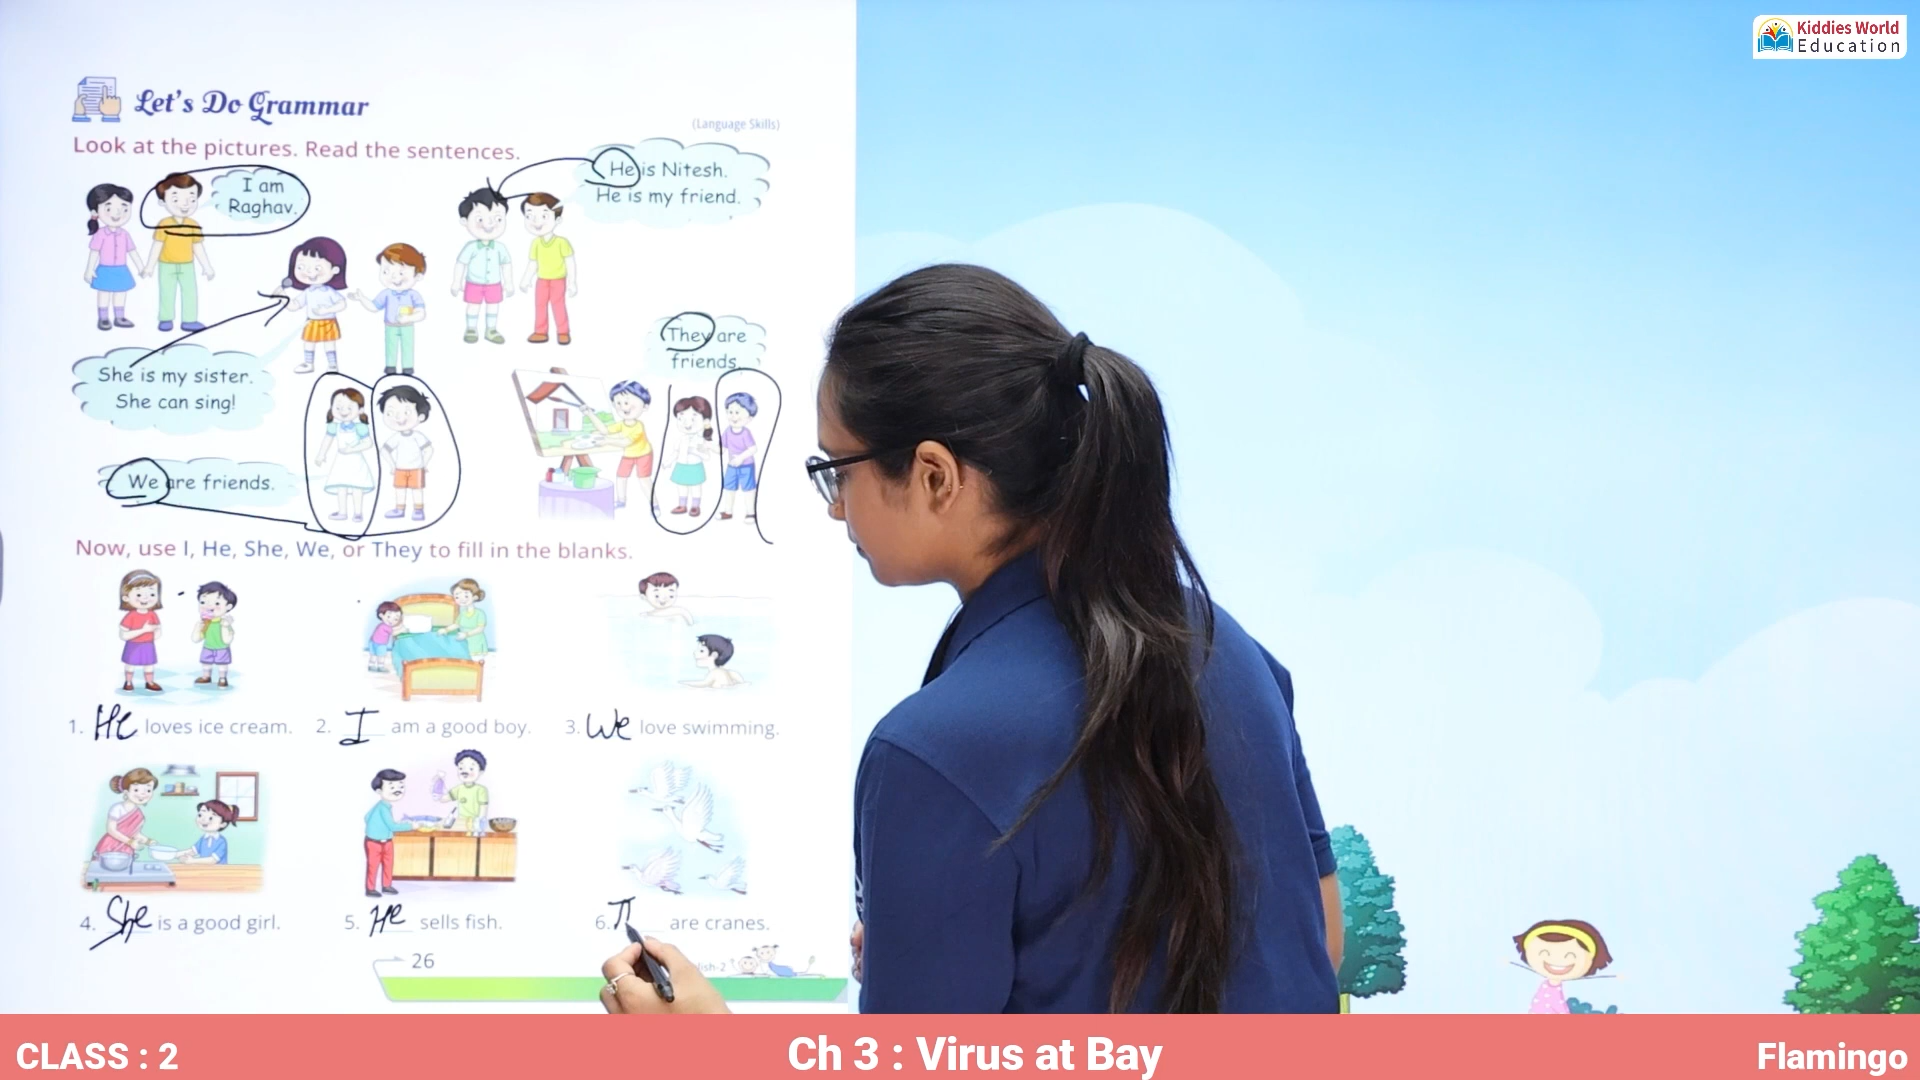 Kiddies World
Education
Let's Do Grammar
(Language Skills)
Look at the pictures. Read the sentences.
I am
Raghav.
He is Nitesh.
He is my friend.
They are
friends.
She is my sister.
She can sing!
We are friends.
Now, use I, He, She, We, or They to fill in the blanks.
1. He loves ice cream.
2. I am a good boy.
3. We love swimming.
4. She is a good girl.
5. He sells fish.
6. are cranes.
26
lish-2
CLASS : 2
Ch 3 : Virus at Bay
Flamingo